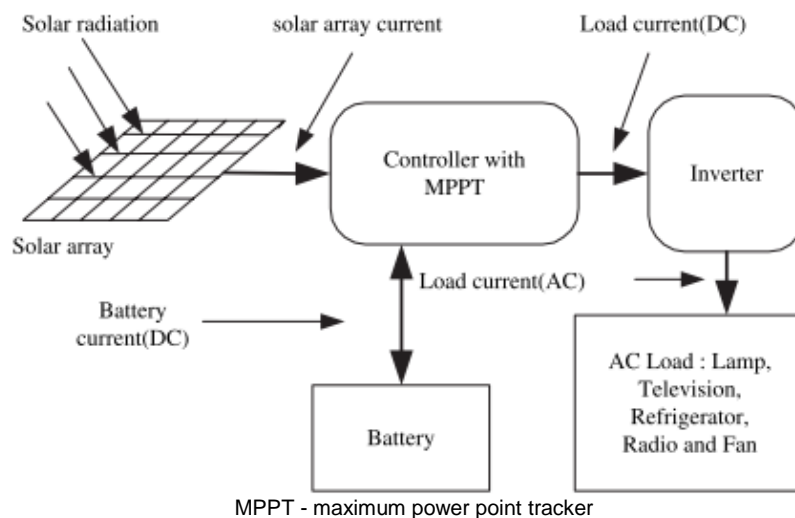 Solar radiation
solar array current
Load current(DC)
Controller with
MPPT
Inverter
Solar array
Load current(AC)
Battery
current(DC)
AC Load : Lamp,
Television,
Refrigerator,
Radio and Fan
Battery
MPPT - maximum power point tracker